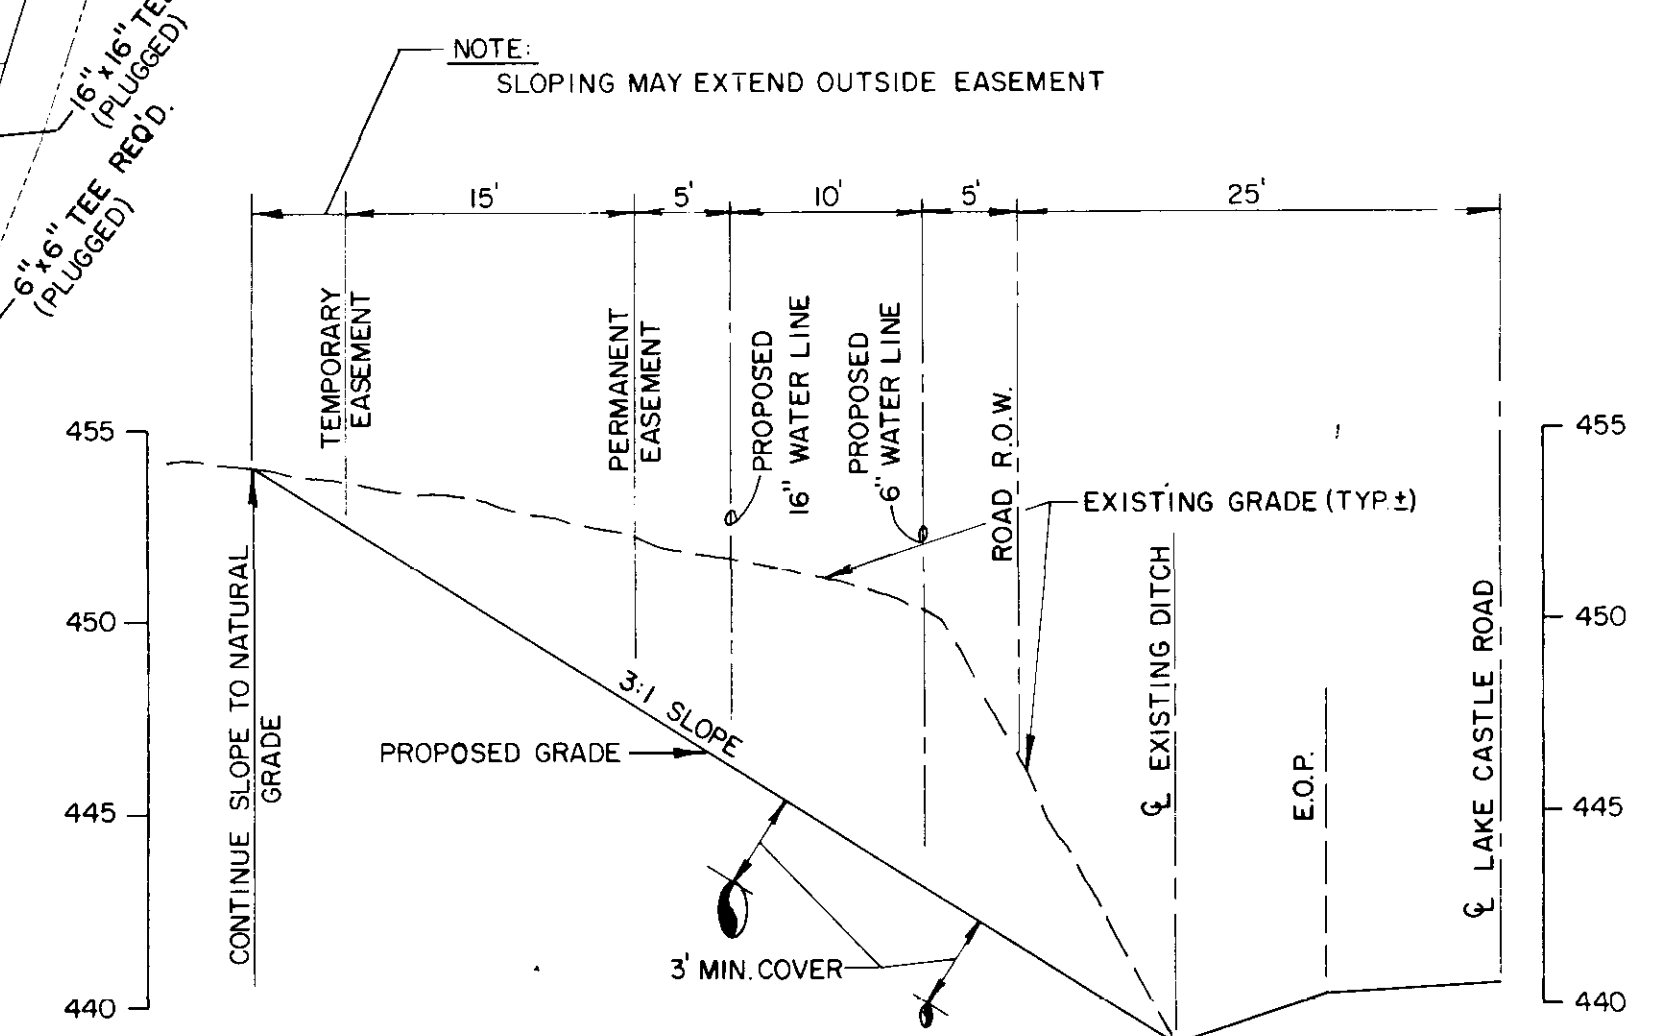 16" x 16" TEE
(PLUGGED)
6" x 6" TEE REQ'D.
(PLUGGED)
NOTE:
SLOPING MAY EXTEND OUTSIDE EASEMENT
15' 5' 10' 5' 25'
TEMPORARY
EASEMENT
PERMANENT
EASEMENT
PROPOSED
16" WATER LINE
PROPOSED
6" WATER LINE
ROAD R.O.W.
EXISTING GRADE (TYP. ±)
455
450
445
440
455
450
445
440
CONTINUE SLOPE TO NATURAL
GRADE
3:1 SLOPE
PROPOSED GRADE
3' MIN. COVER
℄ EXISTING DITCH
E.O.P.
℄ LAKE CASTLE ROAD